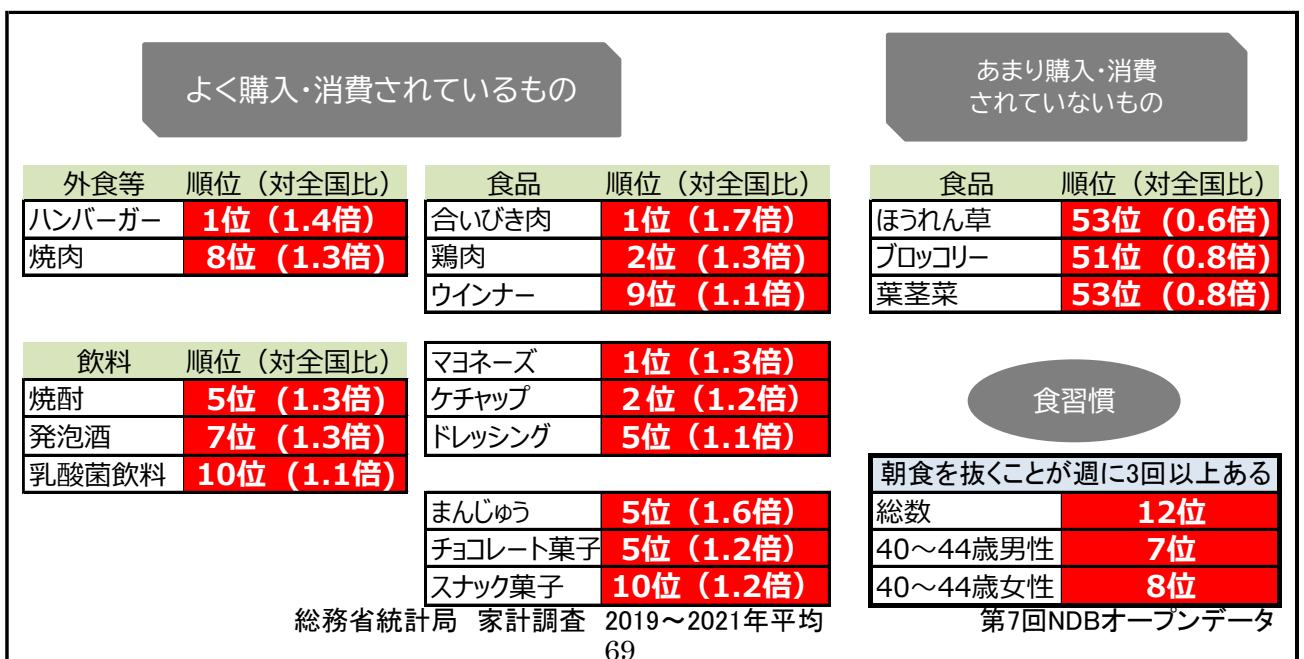 よく購入・消費されているもの
あまり購入・消費
されていないもの
外食等 順位（対全国比）
ハンバーガー 1位（1.4倍）
焼肉 8位（1.3倍）
飲料 順位（対全国比）
焼酎 5位（1.3倍）
発泡酒 7位（1.3倍）
乳酸菌飲料 10位（1.1倍）
食品 順位（対全国比）
合いびき肉 1位（1.7倍）
鶏肉 2位（1.3倍）
ウインナー 9位（1.1倍）
マヨネーズ 1位（1.3倍）
ケチャップ 2位（1.2倍）
ドレッシング 5位（1.1倍）
まんじゅう 5位（1.6倍）
チョコレート菓子 5位（1.2倍）
スナック菓子 10位（1.2倍）
食品 順位（対全国比）
ほうれん草 53位（0.6倍）
ブロッコリー 51位（0.8倍）
葉茎菜 53位（0.8倍）
食習慣
朝食を抜くことが週に3回以上ある
総数 12位
40～44歳男性 7位
40～44歳女性 8位
総務省統計局 家計調査 2019～2021年平均
第7回NDBオープンデータ
69